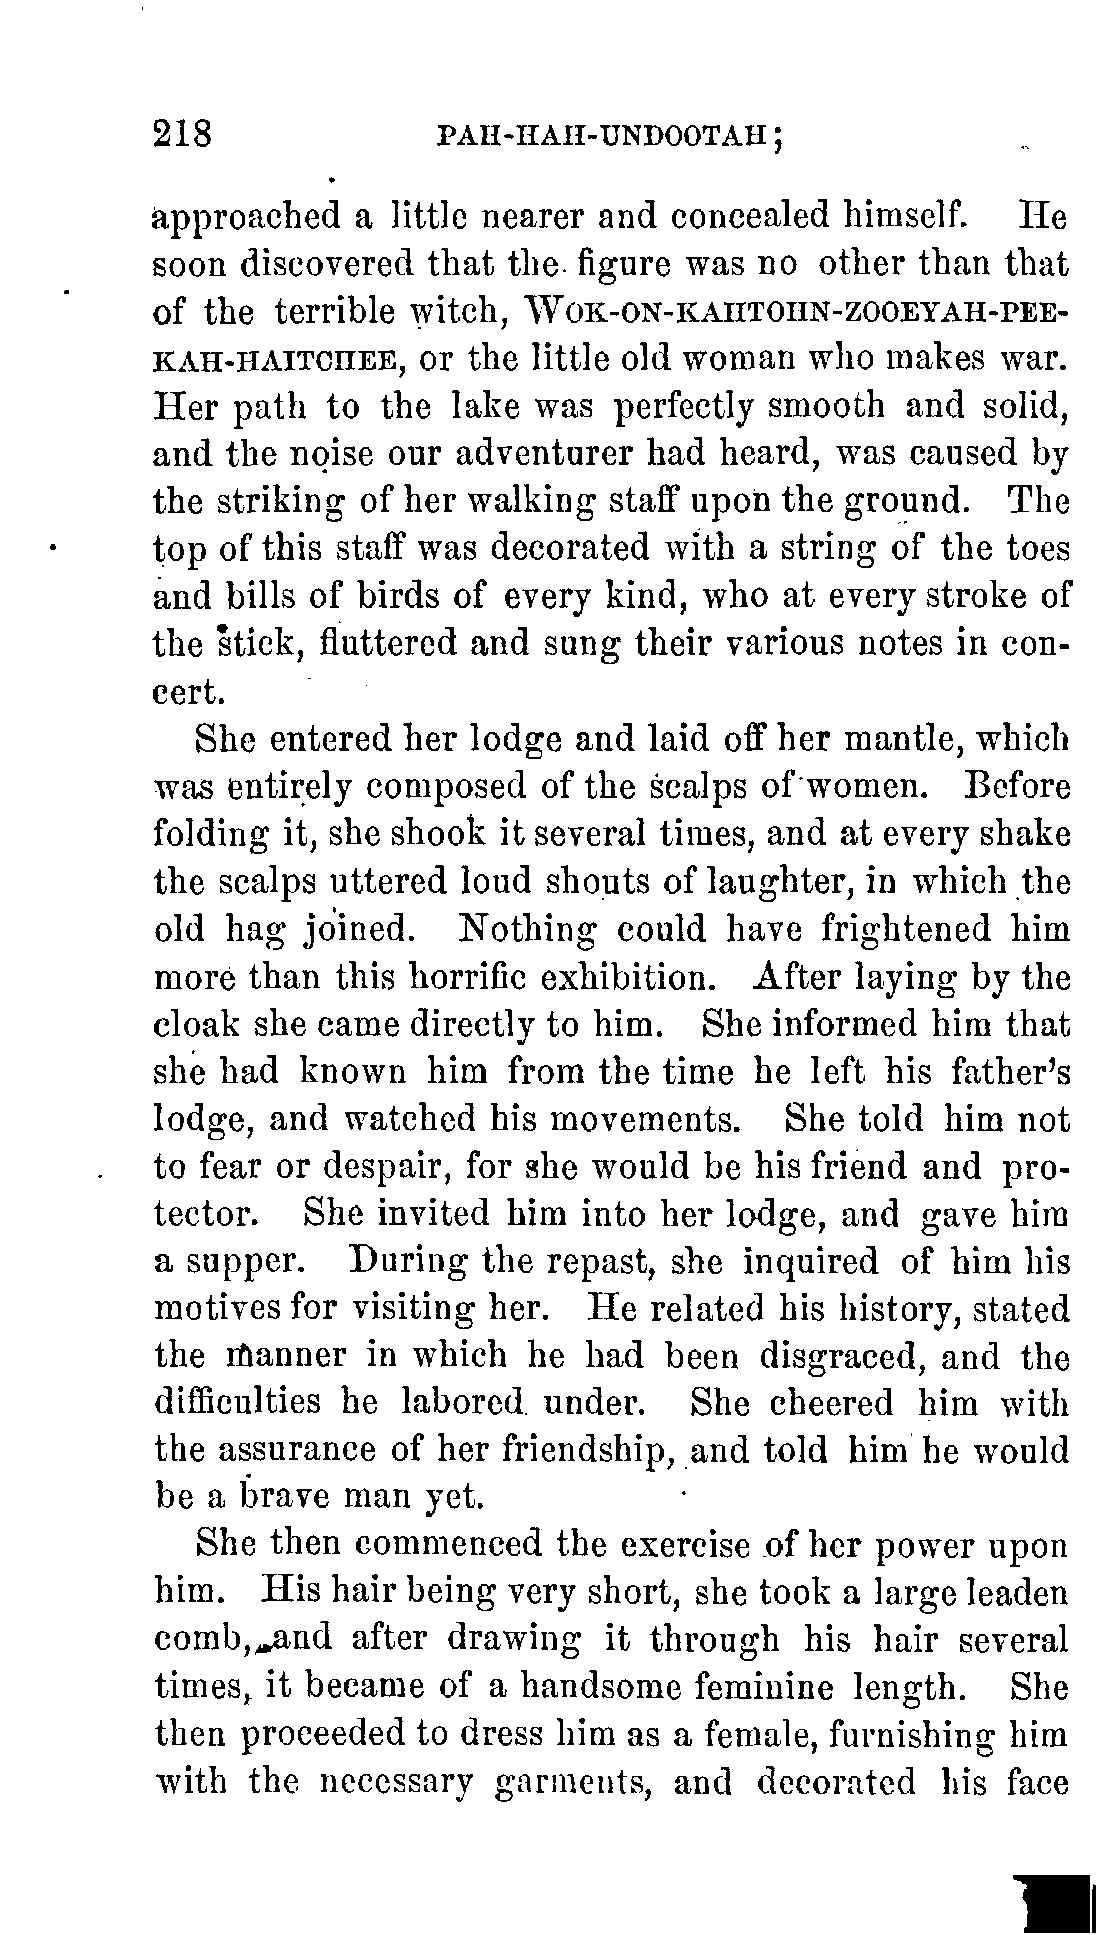 218 PAH-HAH-UNDOOTAH;
approached a little nearer and concealed himself. He
soon discovered that the figure was no other than that
of the terrible witch, WOK-ON-KAHTOHN-ZOOEYAH-PEE-
KAH-HAITCHEE, or the little old woman who makes war.
Her path to the lake was perfectly smooth and solid,
and the noise our adventurer had heard, was caused by
the striking of her walking staff upon the ground. The
top of this staff was decorated with a string of the toes
and bills of birds of every kind, who at every stroke of
the stick, fluttered and sung their various notes in con-
cert.
She entered her lodge and laid off her mantle, which
was entirely composed of the scalps of women. Before
folding it, she shook it several times, and at every shake
the scalps uttered loud shouts of laughter, in which the
old hag joined. Nothing could have frightened him
more than this horrific exhibition. After laying by the
cloak she came directly to him. She informed him that
she had known him from the time he left his father's
lodge, and watched his movements. She told him not
to fear or despair, for she would be his friend and pro-
tector. She invited him into her lodge, and gave him
a supper. During the repast, she inquired of him his
motives for visiting her. He related his history, stated
the manner in which he had been disgraced, and the
difficulties he labored under. She cheered him with
the assurance of her friendship, and told him he would
be a brave man yet.
She then commenced the exercise of her power upon
him. His hair being very short, she took a large leaden
comb, and after drawing it through his hair several
times, it became of a handsome feminine length. She
then proceeded to dress him as a female, furnishing him
with the necessary garments, and decorated his face